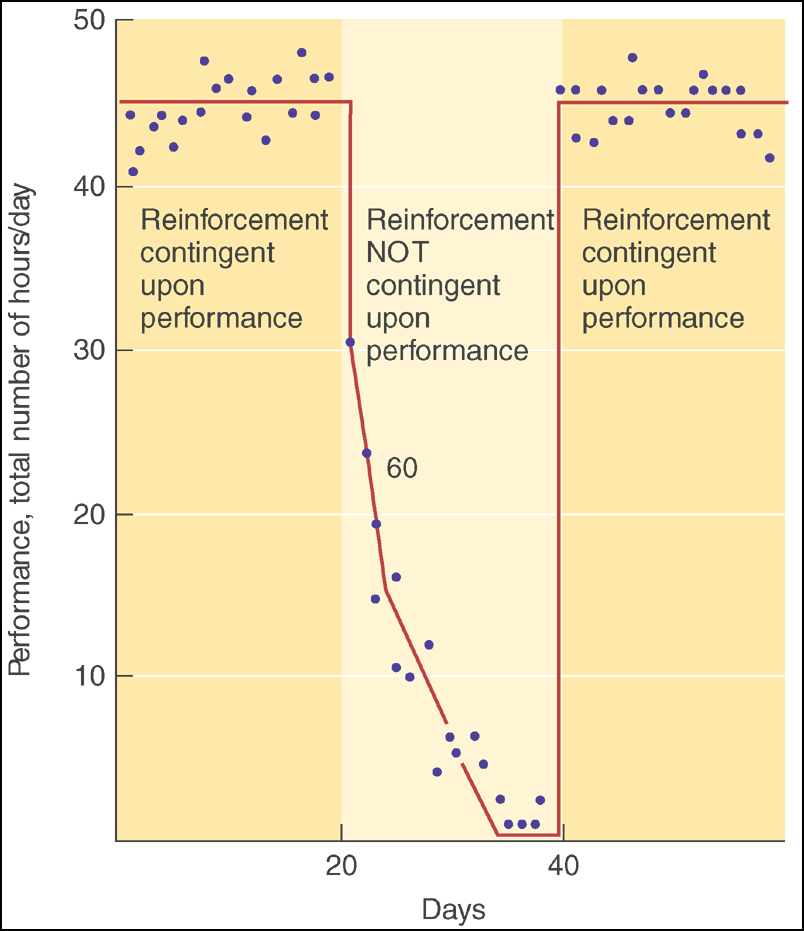 50
40
30
20
10
Performance, total number of hours/day
Reinforcement
contingent
upon
performance
Reinforcement
NOT
contingent
upon
performance
60
Reinforcement
contingent
upon
performance
20
40
Days